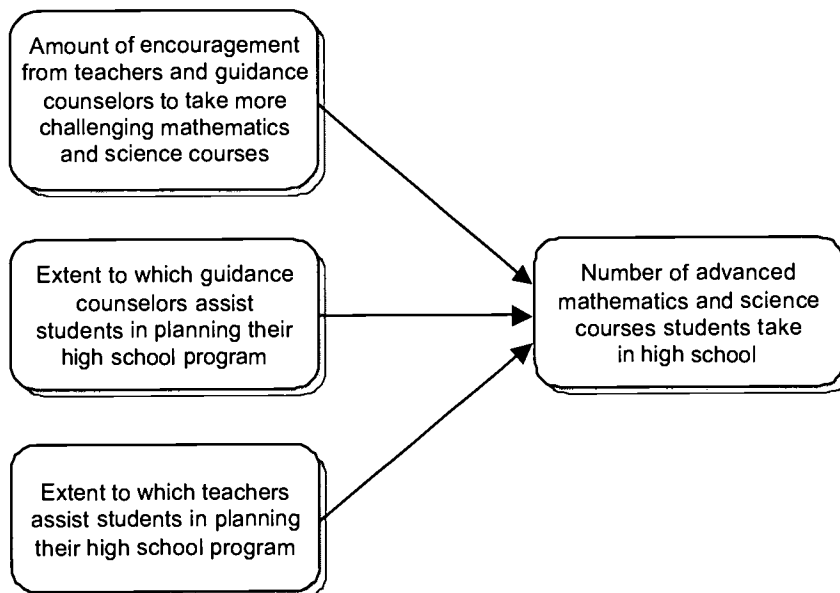 Amount of encouragement
from teachers and guidance
counselors to take more
challenging mathematics
and science courses
Extent to which guidance
counselors assist
students in planning their
high school program
Extent to which teachers
assist students in planning
their high school program
Number of advanced
mathematics and science
courses students take
in high school